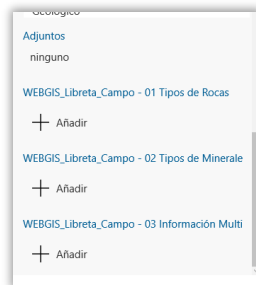 Geológico
Adjuntos
ninguno
WEBGIS_Libreta_Campo - 01 Tipos de Rocas
Añadir
WEBGIS_Libreta_Campo - 02 Tipos de Minerale
Añadir
WEBGIS_Libreta_Campo - 03 Información Multi
Añadir